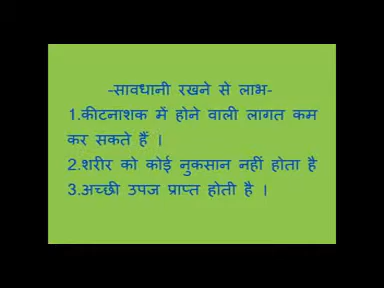 -सावधानी रखने से लाभ-
1.कीटनाशक में होने वाली लागत कम
कर सकते हैं ।
2.शरीर को कोई नुकसान नहीं होता है
3.अच्छी उपज प्राप्त होती है ।